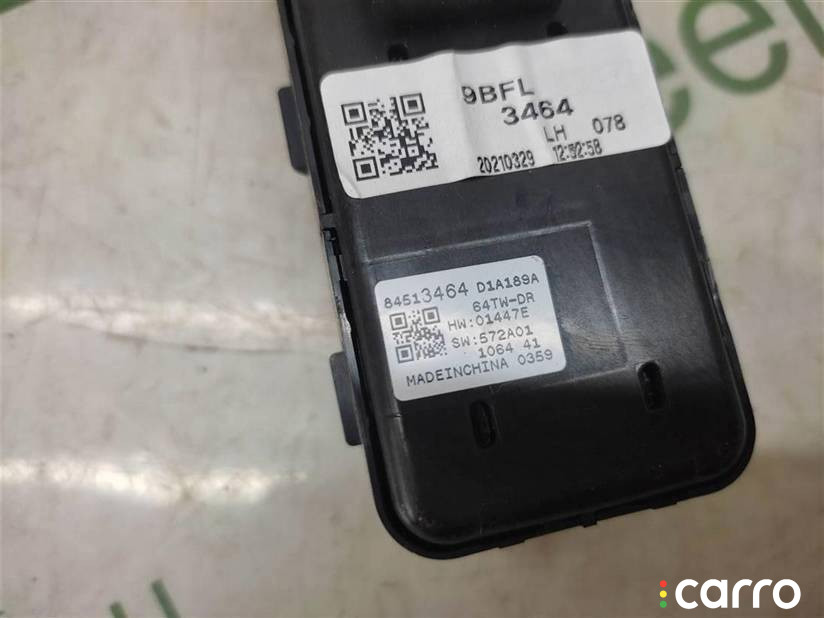 9BFL
3464
LH 078
20210329 12:52:58
84513464 D1A189A
64TW-DR
HW:01447E
SW:572A01
1064 41
MADEINCHINA 0359
carro